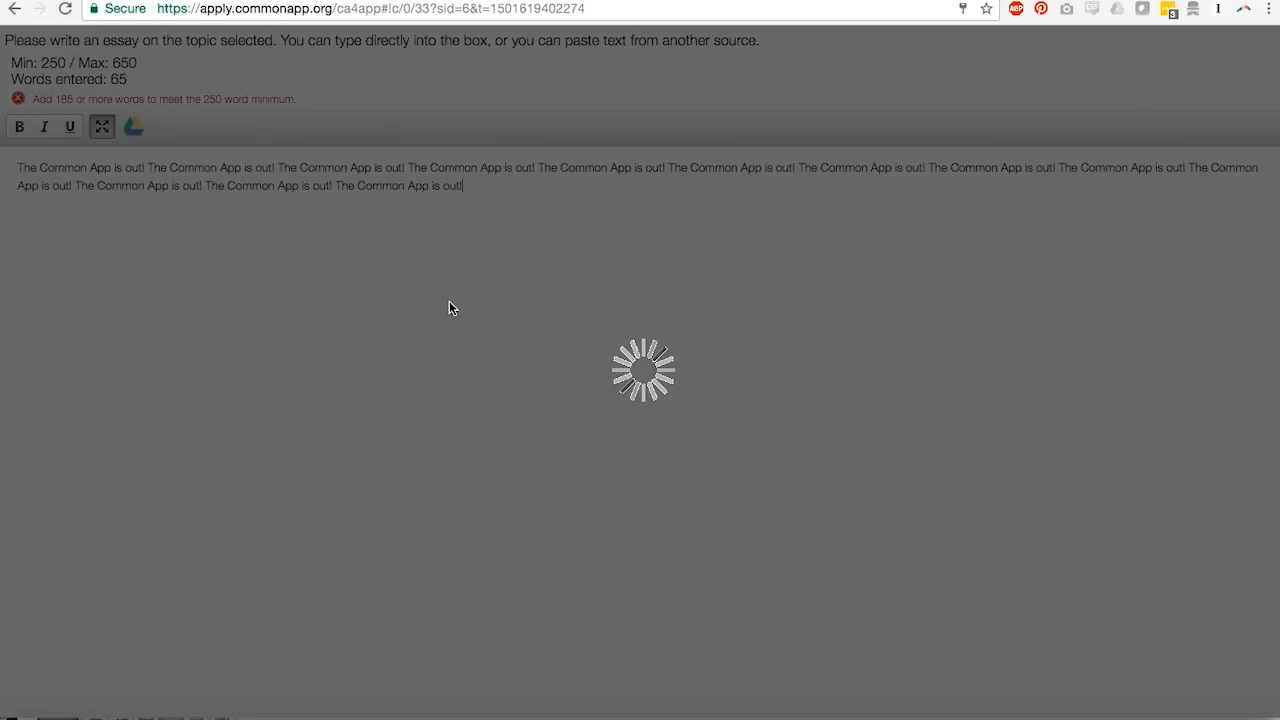 Secure https://apply.commonapp.org/ca4app#!c/0/33?sid=6&t=1501619402274 ABP 3 I
Please write an essay on the topic selected. You can type directly into the box, or you can paste text from another source.
Min: 250 / Max: 650
Words entered: 65
Add 185 or more words to meet the 250 word minimum.
B I U
The Common App is out! The Common App is out! The Common App is out! The Common App is out! The Common App is out! The Common App is out! The Common App is out! The Common App is out! The Common App is out! The Common
App is out! The Common App is out! The Common App is out! The Common App is out!